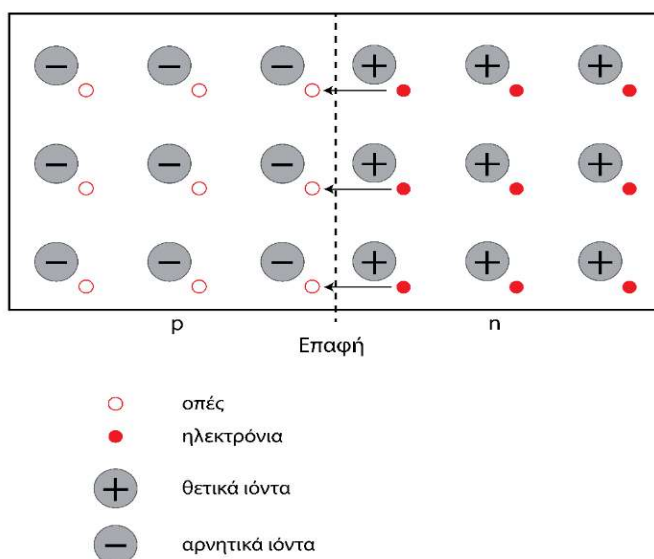 p n
Επαφή
οπές
ηλεκτρόνια
θετικά ιόντα
αρνητικά ιόντα